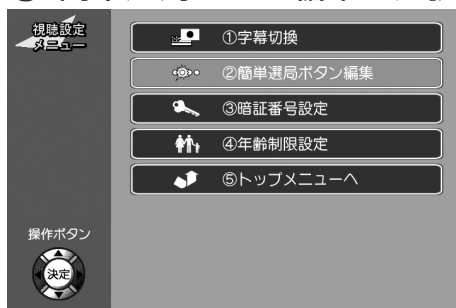 視聴設定
メニュー
①字幕切換
②簡単選局ボタン編集
③暗証番号設定
④年齢制限設定
⑤トップメニューへ
操作ボタン
決定